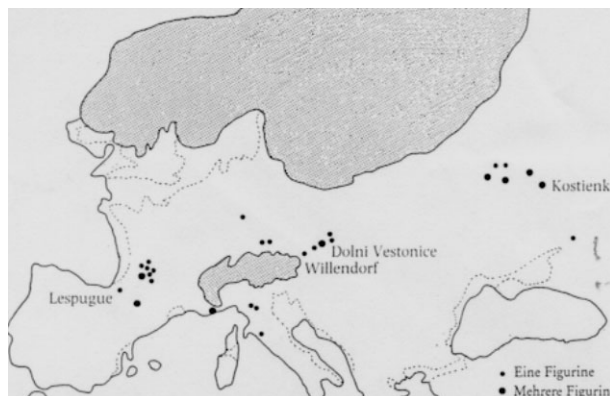 Kostienk
Dolni Vestonice
Willendorf
Lespugue
Eine Figurine
Mehrere Figurin